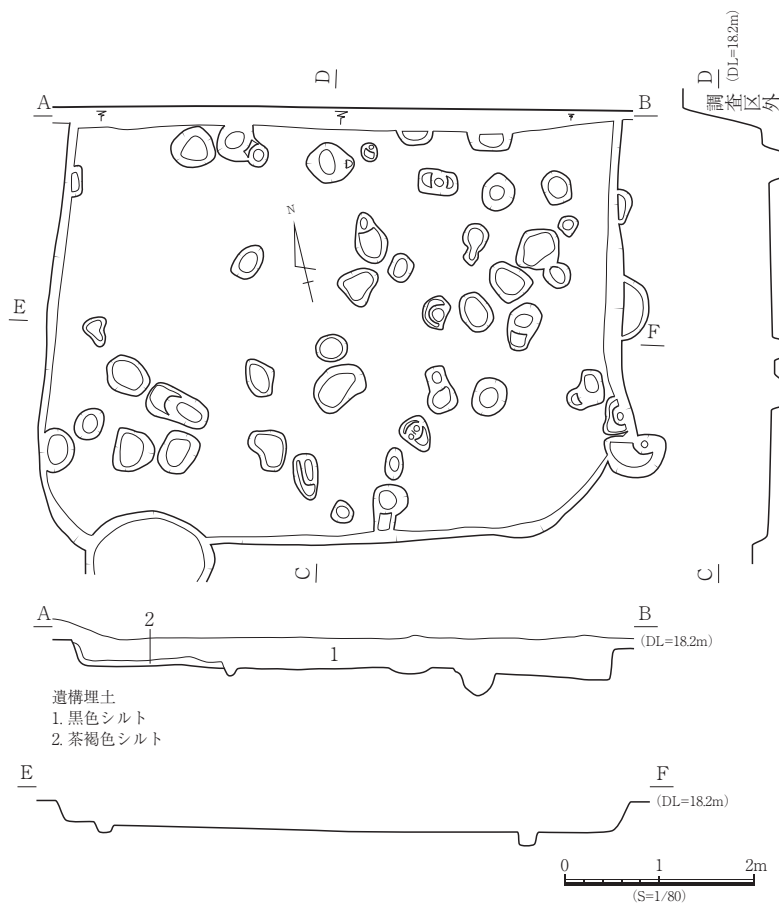 D
D
(DL=18.2m)
調査区外
A
B
N
E
F
C
C
A
2
B
1
(DL=18.2m)
遺構埋土
1. 黒色シルト
2. 茶褐色シルト
E
F
(DL=18.2m)
0
1
2m
(S=1/80)